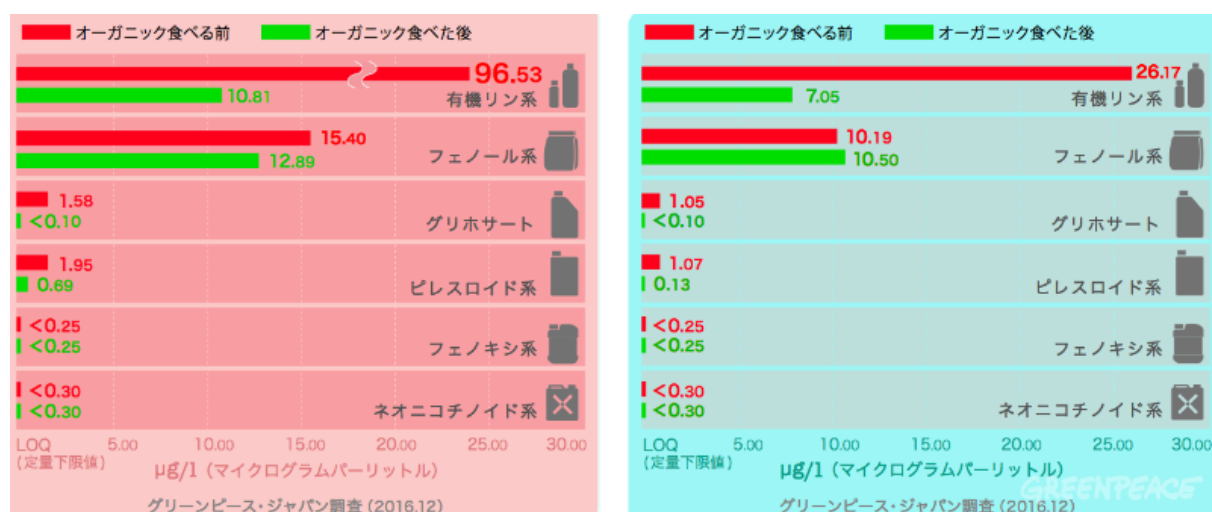 オーガニック食べる前 オーガニック食べた後
96.53
10.81
有機リン系
15.40
12.89
フェノール系
1.58
<0.10
グリホサート
1.95
0.69
ピレスロイド系
<0.25
<0.25
フェノキシ系
<0.30
<0.30
ネオニコチノイド系
LOQ 5.00 10.00 15.00 20.00 25.00 30.00
(定量下限値)
μg/l(マイクログラムパーリットル)
グリーンピース・ジャパン調査(2016.12)
オーガニック食べる前 オーガニック食べた後
26.17
7.05
有機リン系
10.19
10.50
フェノール系
1.05
<0.10
グリホサート
1.07
0.13
ピレスロイド系
<0.25
<0.25
フェノキシ系
<0.30
<0.30
ネオニコチノイド系
LOQ 5.00 10.00 15.00 20.00 25.00 30.00
(定量下限値)
μg/l(マイクログラムパーリットル)
GREENPEACE
グリーンピース・ジャパン調査(2016.12)